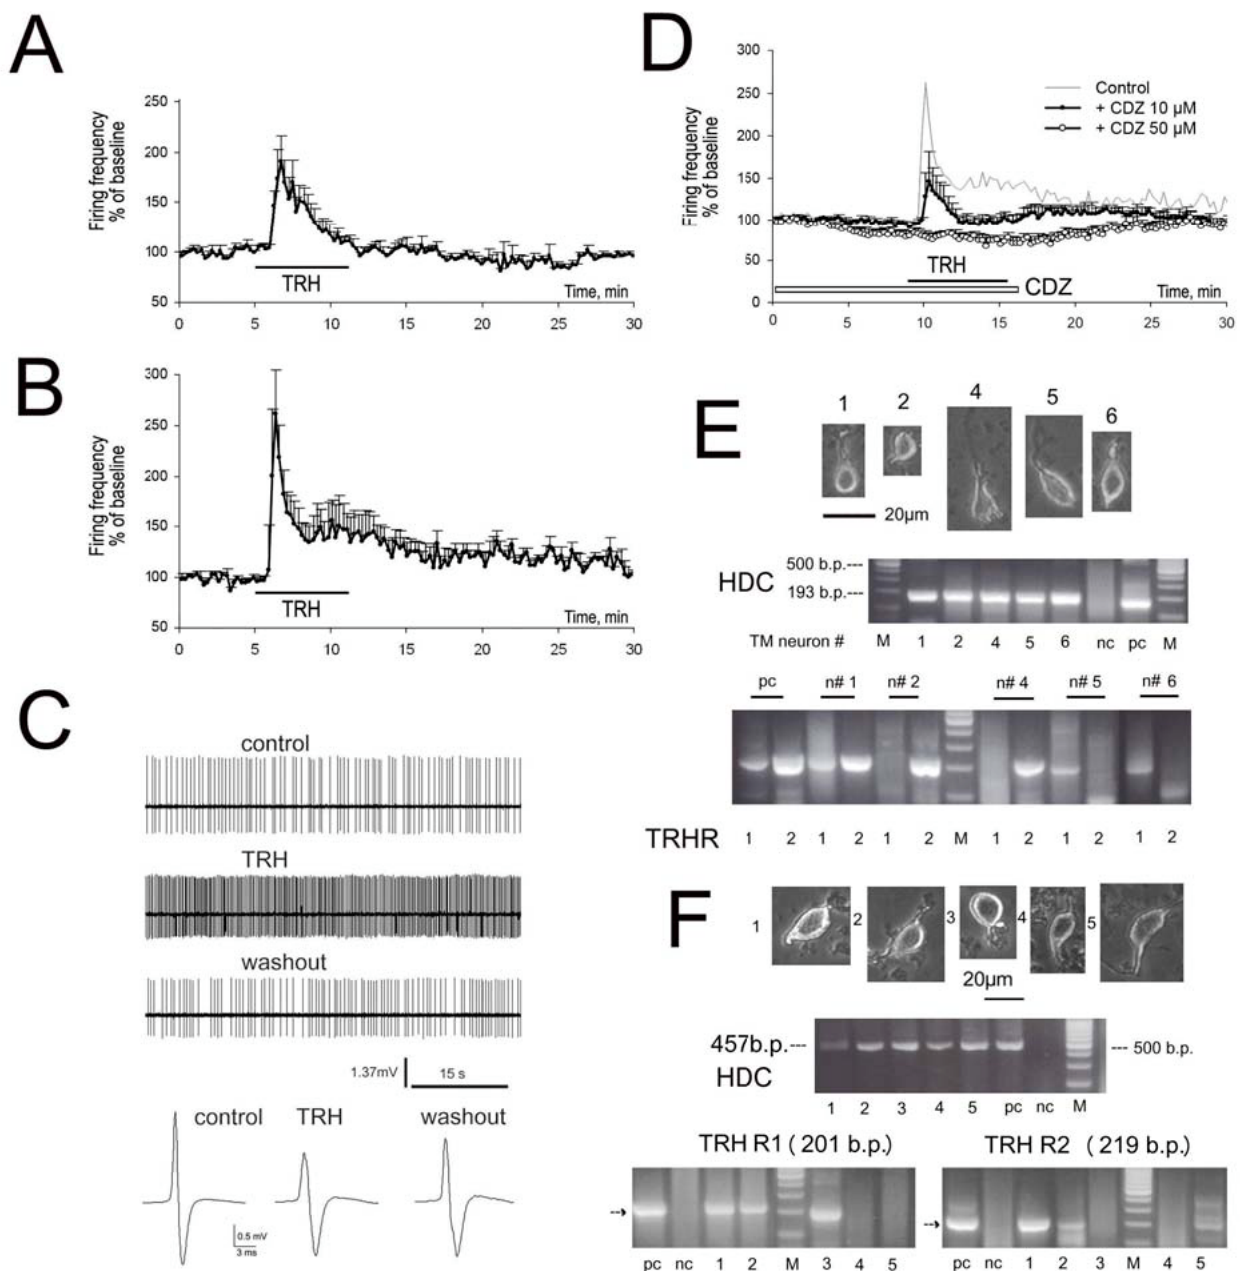 A
Firing frequency
% of baseline
250
200
150
100
50
TRH
Time, min
0 5 10 15 20 25 30
B
Firing frequency
% of baseline
300
250
200
150
100
50
TRH
Time, min
0 5 10 15 20 25 30
C
control
TRH
washout
1.37mV
15 s
control TRH washout
0.5 mV
3 ms
D
Firing frequency
% of baseline
300
250
200
150
100
50
0
Control
+ CDZ 10 µM
+ CDZ 50 µM
TRH
CDZ
Time, min
0 5 10 15 20 25 30
E
1 2 4 5 6
20µm
HDC
500 b.p.---
193 b.p.---
TM neuron # M 1 2 4 5 6 nc pc M
pc n# 1 n# 2 n# 4 n# 5 n# 6
TRHR 1 2 1 2 1 2 M 1 2 1 2 1 2
F
1 2 3 4 5
20µm
457b.p.--- --- 500 b.p.
HDC
1 2 3 4 5 pc nc M
TRH R1 ( 201 b.p.)
pc nc 1 2 M 3 4 5
TRH R2 ( 219 b.p.)
pc nc 1 2 3 M 4 5